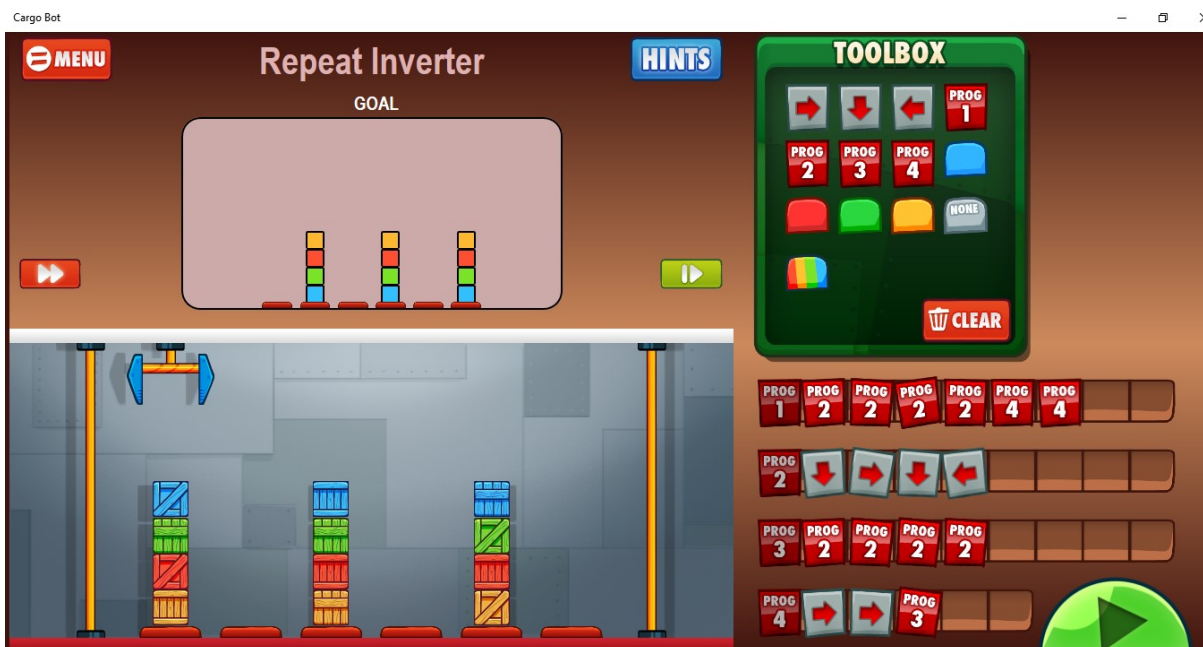 Cargo Bot
MENU
Repeat Inverter
HINTS
GOAL
TOOLBOX
PROG 1
PROG 2 PROG 3 PROG 4
NONE
CLEAR
PROG 1 PROG 2 PROG 2 PROG 2 PROG 2 PROG 4 PROG 4
PROG 2
PROG 3 PROG 2 PROG 2 PROG 2 PROG 2
PROG 4 PROG 3